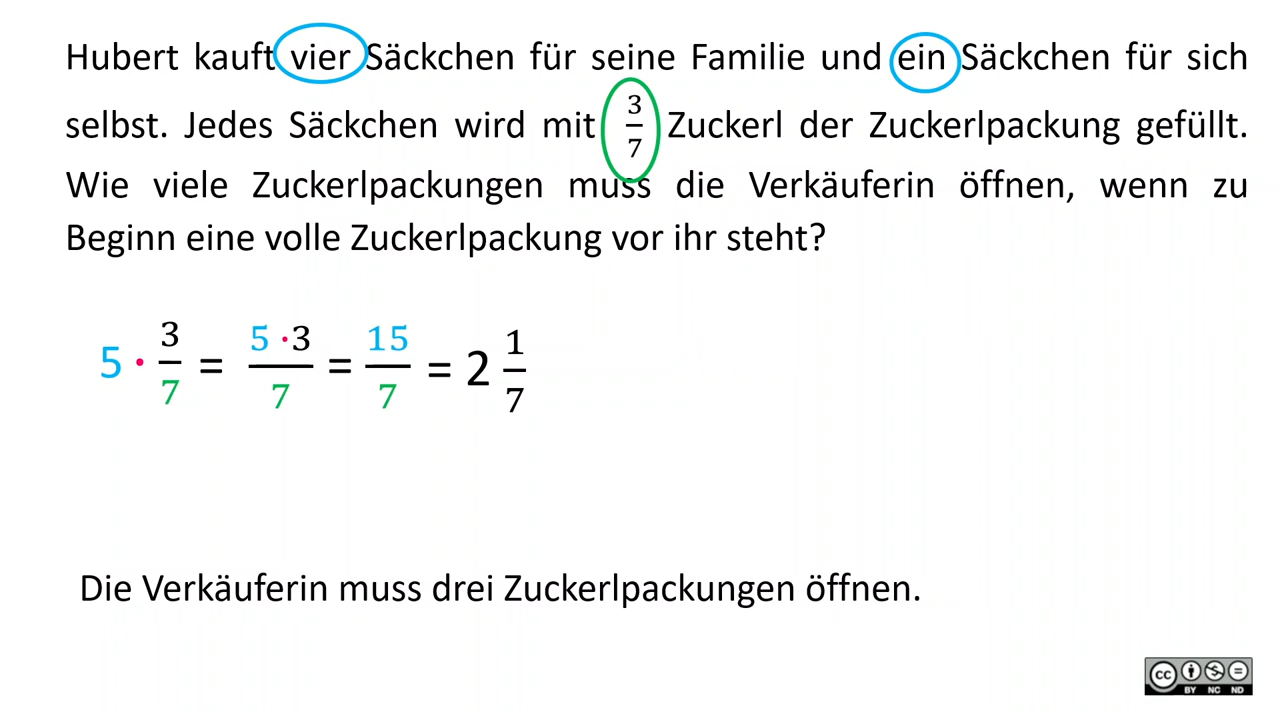 Hubert kauft vier Säckchen für seine Familie und ein Säckchen für sich
selbst. Jedes Säckchen wird mit 3/7 Zuckerl der Zuckerlpackung gefüllt.
Wie viele Zuckerlpackungen muss die Verkäuferin öffnen, wenn zu
Beginn eine volle Zuckerlpackung vor ihr steht?
5 · 3/7 = 5 · 3/7 = 15/7 = 2 1/7
Die Verkäuferin muss drei Zuckerlpackungen öffnen.
cc BY NC ND